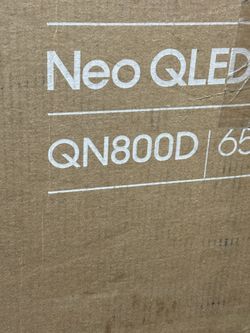 Neo QLED
QN800D | 65